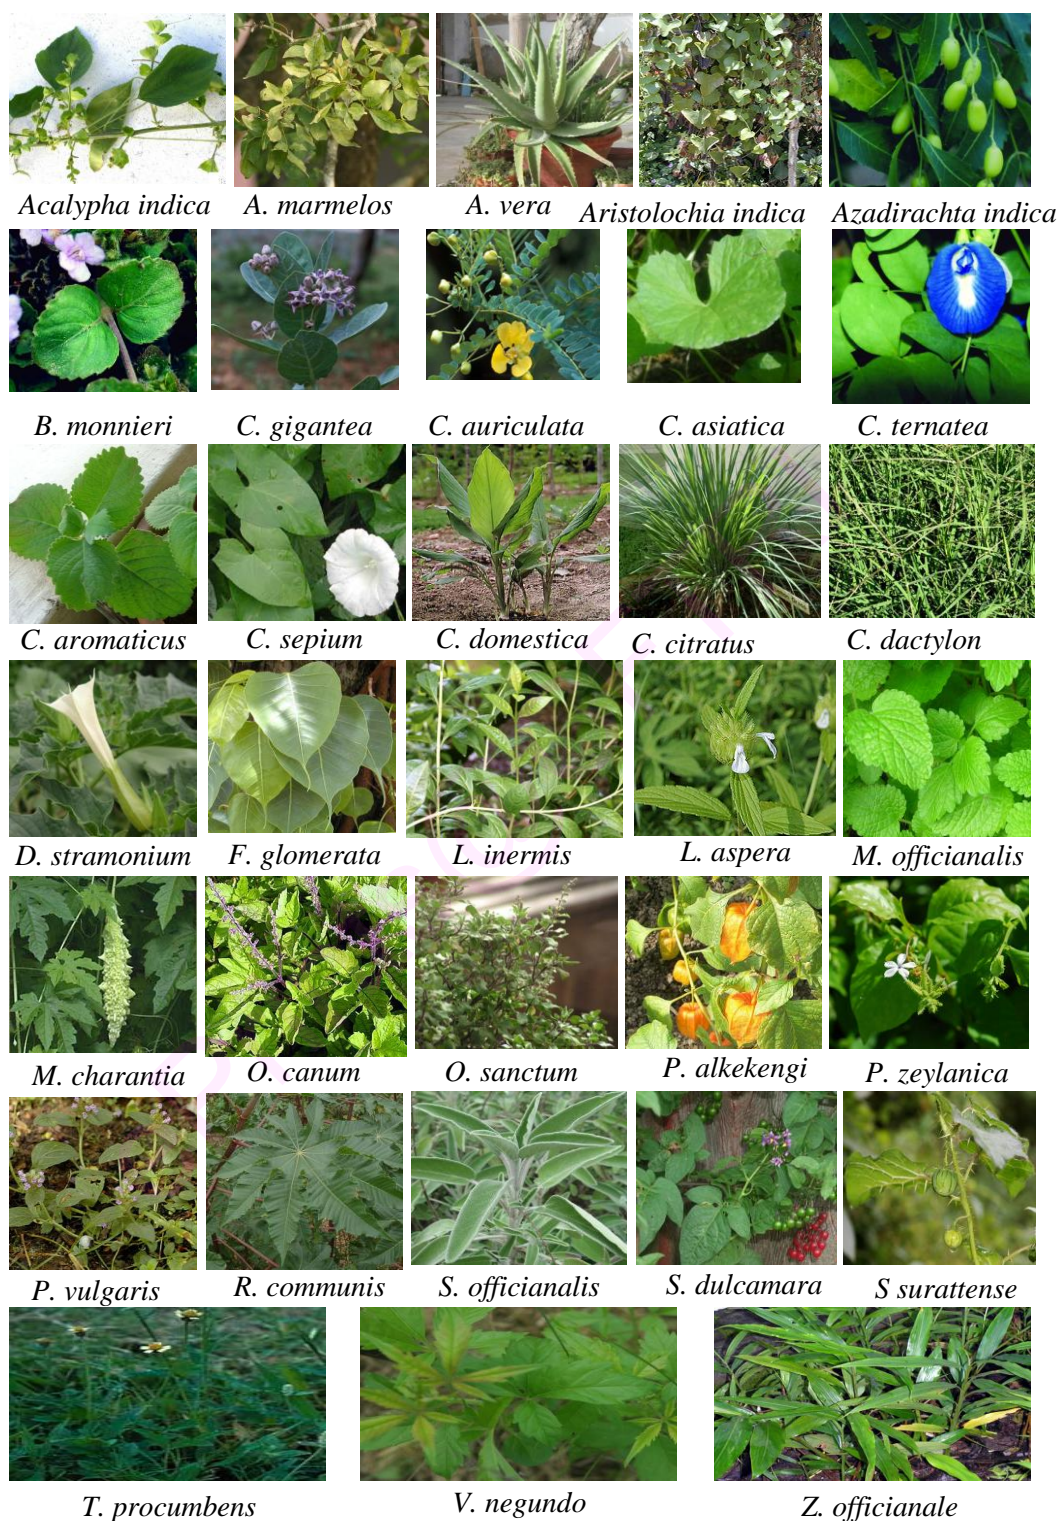 Acalypha indica A. marmelos A. vera Aristolochia indica Azadirachta indica
B. monnieri C. gigantea C. auriculata C. asiatica C. ternatea
C. aromaticus C. sepium C. domestica C. citratus C. dactylon
D. stramonium F. glomerata L. inermis L. aspera M. officianalis
M. charantia O. canum O. sanctum P. alkekengi P. zeylanica
P. vulgaris R. communis S. officianalis S. dulcamara S surattense
T. procumbens V. negundo Z. officianale